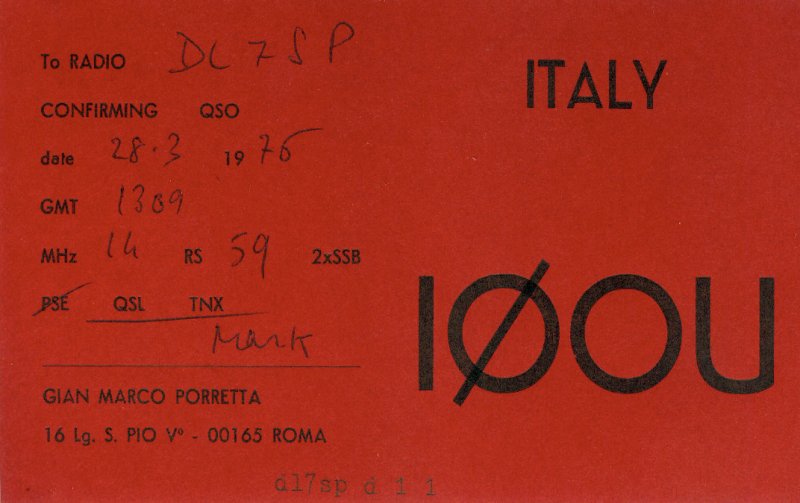 To RADIO DL7SP
CONFIRMING QSO
date 28.3 1976
GMT 1309
MHz 14 RS 59 2xSSB
PSE QSL TNX
Mark
GIAN MARCO PORRETTA
16 Lg. S. PIO Vº - 00165 ROMA
ITALY
IØOU
dl7sp d 1 1